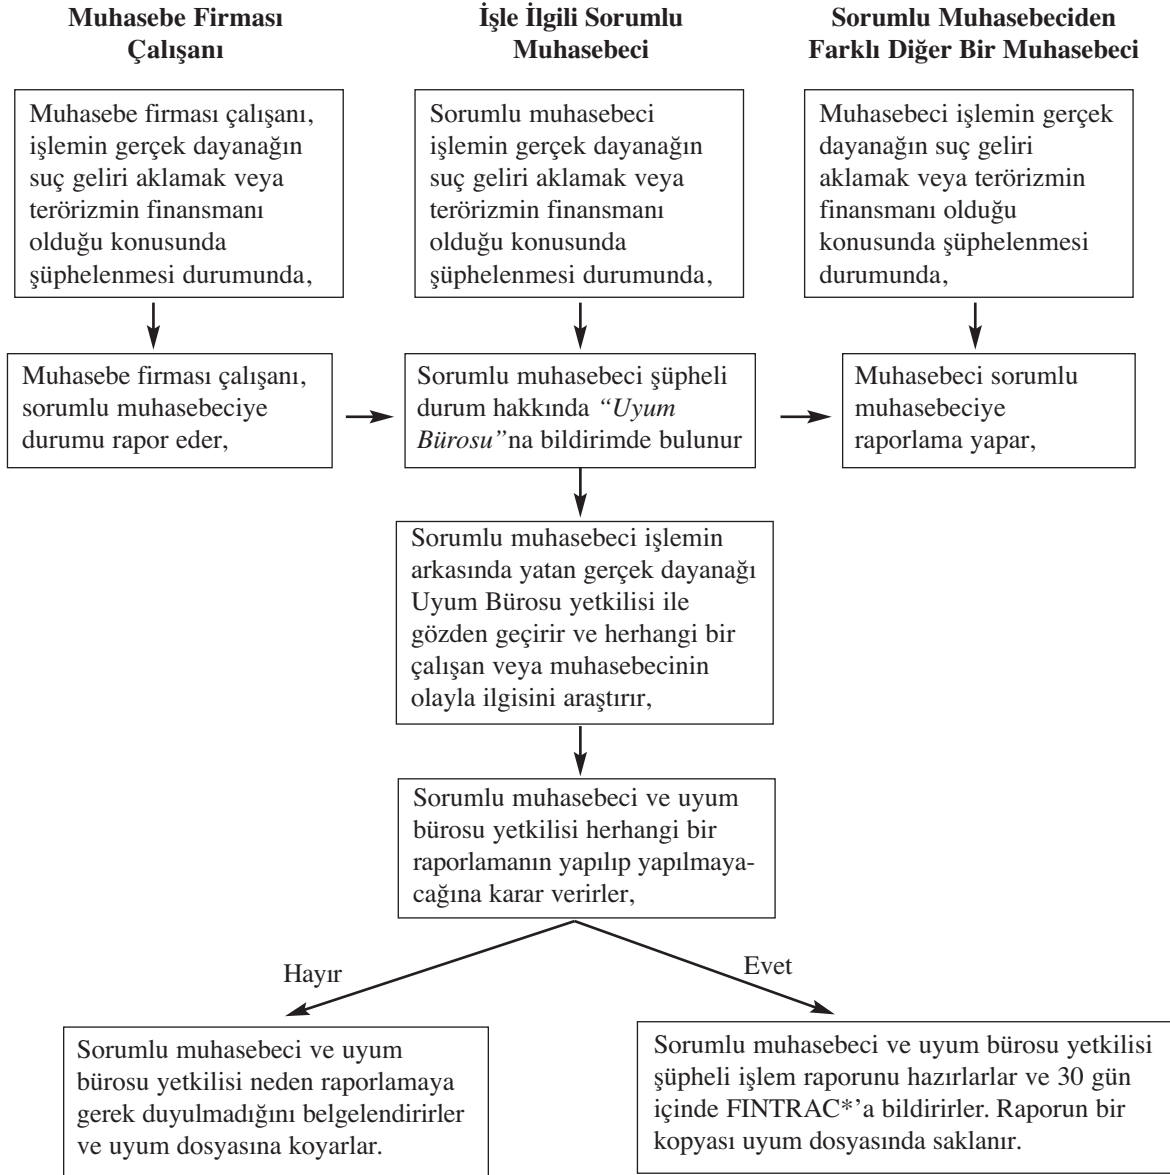 Muhasebe Firması
Çalışanı
İşle İlgili Sorumlu
Muhasebeci
Sorumlu Muhasebeciden
Farklı Diğer Bir Muhasebeci
Muhasebe firması çalışanı,
işlemin gerçek dayanağın
suç geliri aklamak veya
terörizmin finansmanı
olduğu konusunda
şüphelenmesi durumunda,
Sorumlu muhasebeci
işlemin gerçek dayanağın
suç geliri aklamak veya
terörizmin finansmanı
olduğu konusunda
şüphelenmesi durumunda,
Muhasebeci işlemin gerçek
dayanağın suç geliri
aklamak veya terörizmin
finansmanı olduğu
konusunda şüphelenmesi
durumunda,
Muhasebe firması çalışanı,
sorumlu muhasebeciye
durumu rapor eder,
Sorumlu muhasebeci şüpheli
durum hakkında “Uyum
Bürosu”na bildirimde bulunur
Muhasebeci sorumlu
muhasebeciye
raporlama yapar,
Sorumlu muhasebeci işlemin
arkasında yatan gerçek dayanağı
Uyum Bürosu yetkilisi ile
gözden geçirir ve herhangi bir
çalışan veya muhasebecinin
olayla ilgisini araştırır,
Sorumlu muhasebeci ve uyum
bürosu yetkilisi herhangi bir
raporlamanın yapılıp yapılmaya-
cağına karar verirler,
Hayır
Evet
Sorumlu muhasebeci ve uyum
bürosu yetkilisi neden raporlamaya
gerek duyulmadığını belgelendirirler
ve uyum dosyasına koyarlar.
Sorumlu muhasebeci ve uyum bürosu yetkilisi
şüpheli işlem raporunu hazırlarlar ve 30 gün
içinde FINTRAC*’a bildirirler. Raporun bir
kopyası uyum dosyasında saklanır.